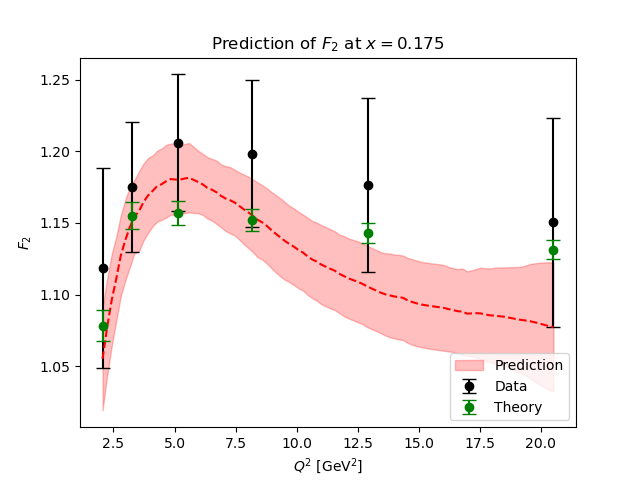 Prediction of F₂ at x = 0.175
1.25
1.20
1.15
1.10
1.05
F₂
2.5 5.0 7.5 10.0 12.5 15.0 17.5 20.0
Q² [GeV²]
Prediction
Data
Theory